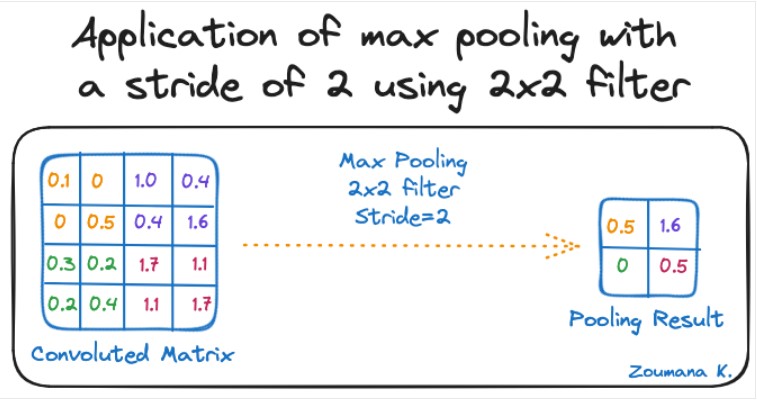 Application of max pooling with
a stride of 2 using 2x2 filter
0.1 0 1.0 0.4
0 0.5 0.4 1.6
0.3 0.2 1.7 1.1
0.2 0.4 1.1 1.7
Convoluted Matrix
Max Pooling
2x2 filter
Stride=2
0.5 1.6
0 0.5
Pooling Result
Zoumana K.